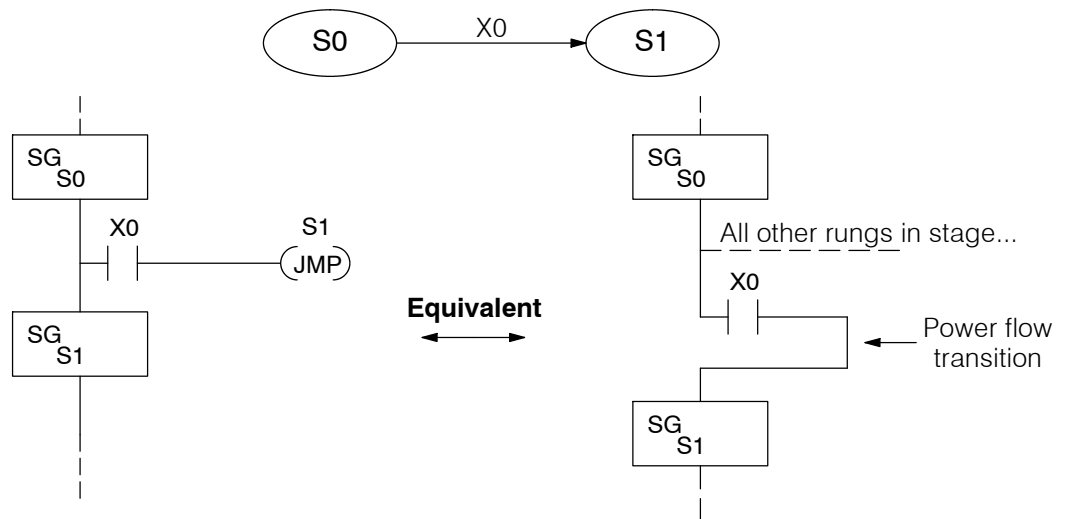 S0
X0
S1
SG
S0
X0
S1
JMP
SG
S1
Equivalent
SG
S0
All other rungs in stage...
X0
Power flow
transition
SG
S1